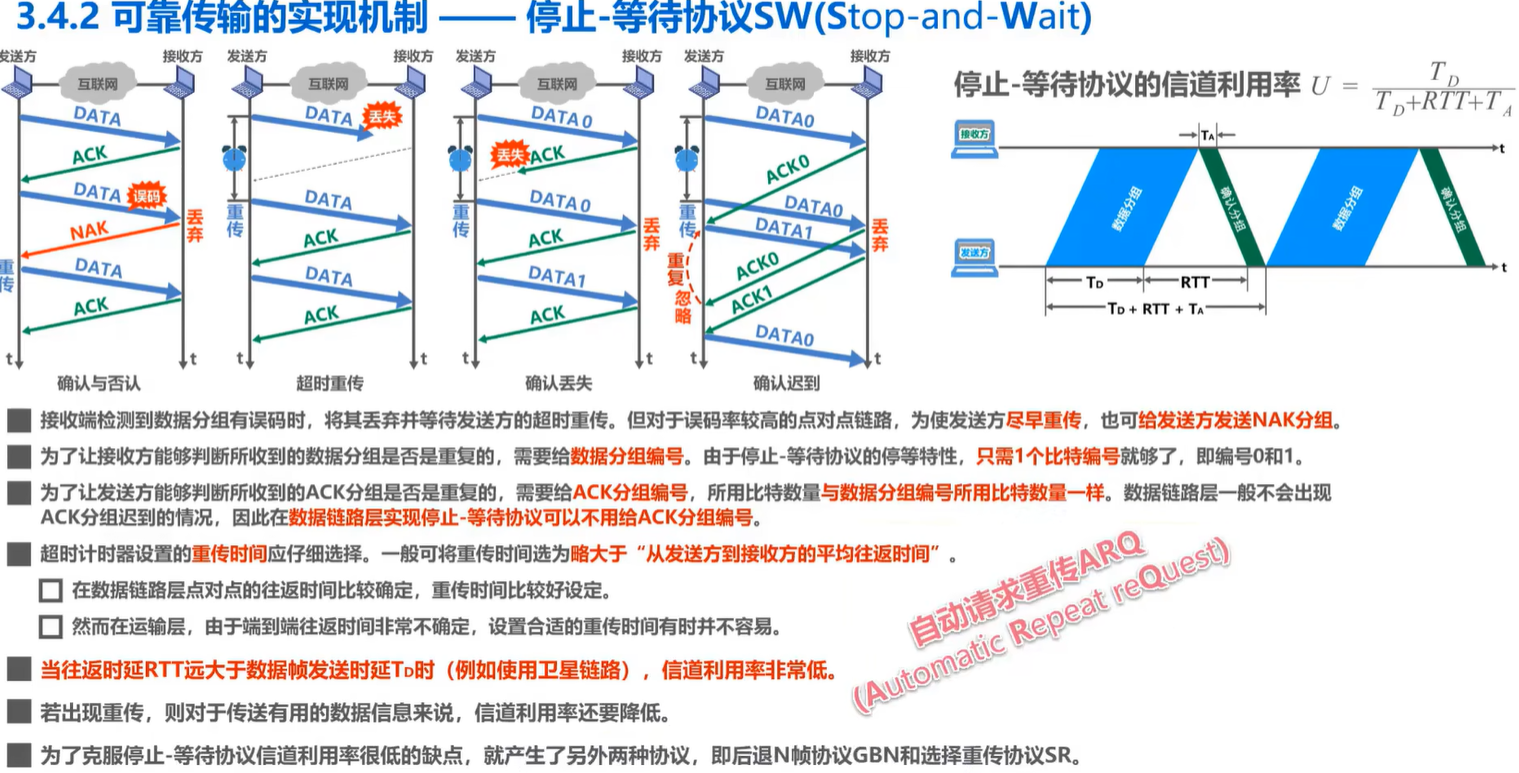 3.4.2 可靠传输的实现机制 —— 停止-等待协议SW(Stop-and-Wait)
发送方
互联网
接收方
DATA
ACK
DATA
误码
丢弃
NAK
重传
DATA
ACK
t
t
确认与否认
发送方
互联网
接收方
DATA
丢失
重传
DATA
ACK
DATA
ACK
t
t
超时重传
发送方
互联网
接收方
DATA0
丢失
ACK
重传
DATA0
丢弃
ACK
DATA1
ACK
t
t
确认丢失
发送方
互联网
接收方
DATA0
ACK0
重传
DATA0
DATA1
丢弃
重复
忽略
ACK0
ACK1
DATA0
t
t
确认迟到
停止-等待协议的信道利用率 U = TD / TD+RTT+TA
接收方
TA
t
数据分组
确认分组
数据分组
确认分组
发送方
t
TD
RTT
TD + RTT + TA
接收端检测到数据分组有误码时，将其丢弃并等待发送方的超时重传。但对于误码率较高的点对点链路，为使发送方尽早重传，也可给发送方发送NAK分组。
为了让接收方能够判断所收到的数据分组是否是重复的，需要给数据分组编号。由于停止-等待协议的停等特性，只需1个比特编号就够了，即编号0和1。
为了让发送方能够判断所收到的ACK分组是否是重复的，需要给ACK分组编号，所用比特数量与数据分组编号所用比特数量一样。数据链路层一般不会出现
ACK分组迟到的情况，因此在数据链路层实现停止-等待协议可以不用给ACK分组编号。
超时计时器设置的重传时间应仔细选择。一般可将重传时间选为略大于“从发送方到接收方的平均往返时间”。
在数据链路层点对点的往返时间比较确定，重传时间比较好设定。
然而在运输层，由于端到端往返时间非常不确定，设置合适的重传时间有时并不容易。
自动请求重传ARQ
(Automatic Repeat reQuest)
当往返时延RTT远大于数据帧发送时延TD时（例如使用卫星链路），信道利用率非常低。
若出现重传，则对于传送有用的数据信息来说，信道利用率还要降低。
为了克服停止-等待协议信道利用率很低的缺点，就产生了另外两种协议，即后退N帧协议GBN和选择重传协议SR。